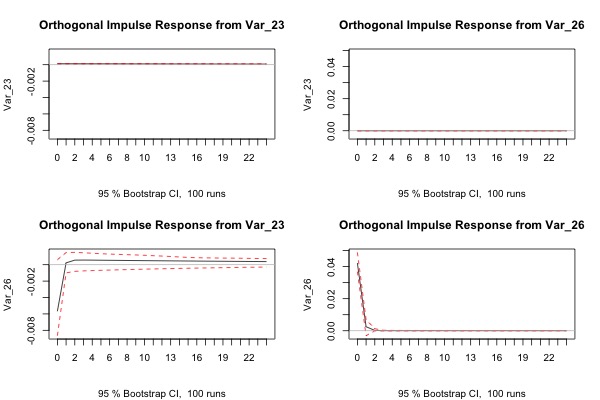 Orthogonal Impulse Response from Var_23
Var_23
-0.002
-0.008
0 2 4 6 8 10 13 16 19 22
95 % Bootstrap CI, 100 runs
Orthogonal Impulse Response from Var_26
Var_23
0.04
0.02
0.00
0 2 4 6 8 10 13 16 19 22
95 % Bootstrap CI, 100 runs
Orthogonal Impulse Response from Var_23
Var_26
-0.002
-0.008
0 2 4 6 8 10 13 16 19 22
95 % Bootstrap CI, 100 runs
Orthogonal Impulse Response from Var_26
Var_26
0.04
0.02
0.00
0 2 3 4 6 8 10 13 16 19 22
95 % Bootstrap CI, 100 runs